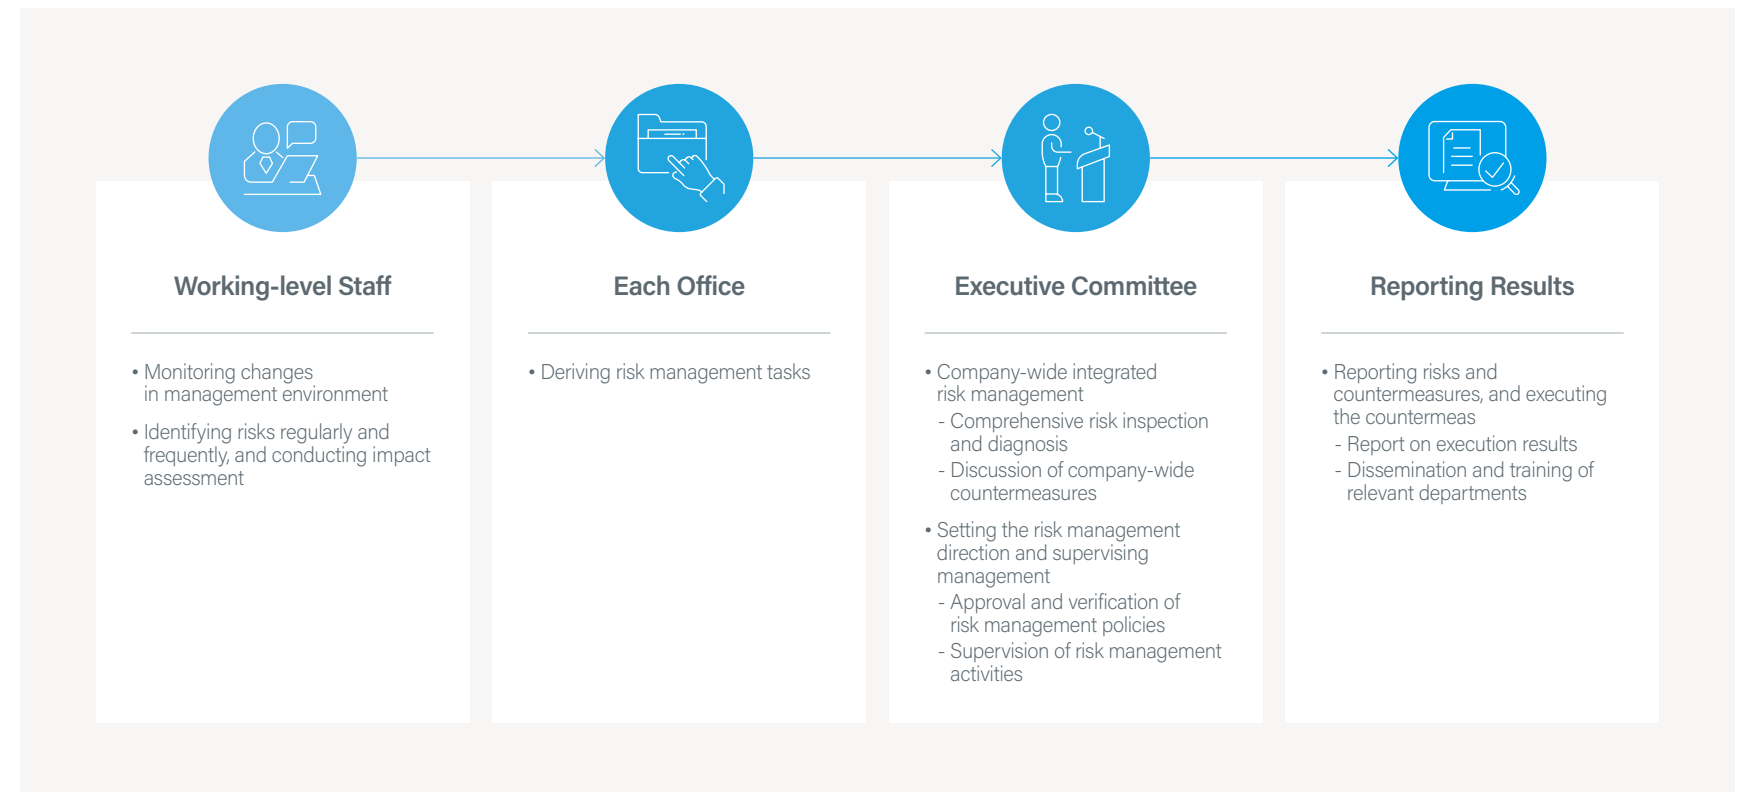 Working-level Staff
• Monitoring changes
in management environment
• Identifying risks regularly and
frequently, and conducting impact
assessment
Each Office
• Deriving risk management tasks
Executive Committee
• Company-wide integrated
risk management
- Comprehensive risk inspection
and diagnosis
- Discussion of company-wide
countermeasures
• Setting the risk management
direction and supervising
management
- Approval and verification of
risk management policies
- Supervision of risk management
activities
Reporting Results
• Reporting risks and
countermeasures, and executing
the countermeas
- Report on execution results
- Dissemination and training of
relevant departments